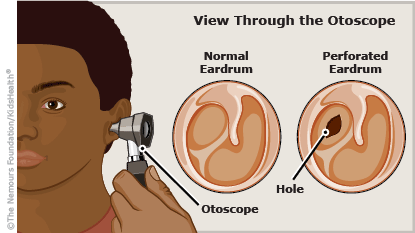 View Through the Otoscope
Normal
Eardrum
Perforated
Eardrum
Hole
Otoscope
©The Nemours Foundation/KidsHealth®